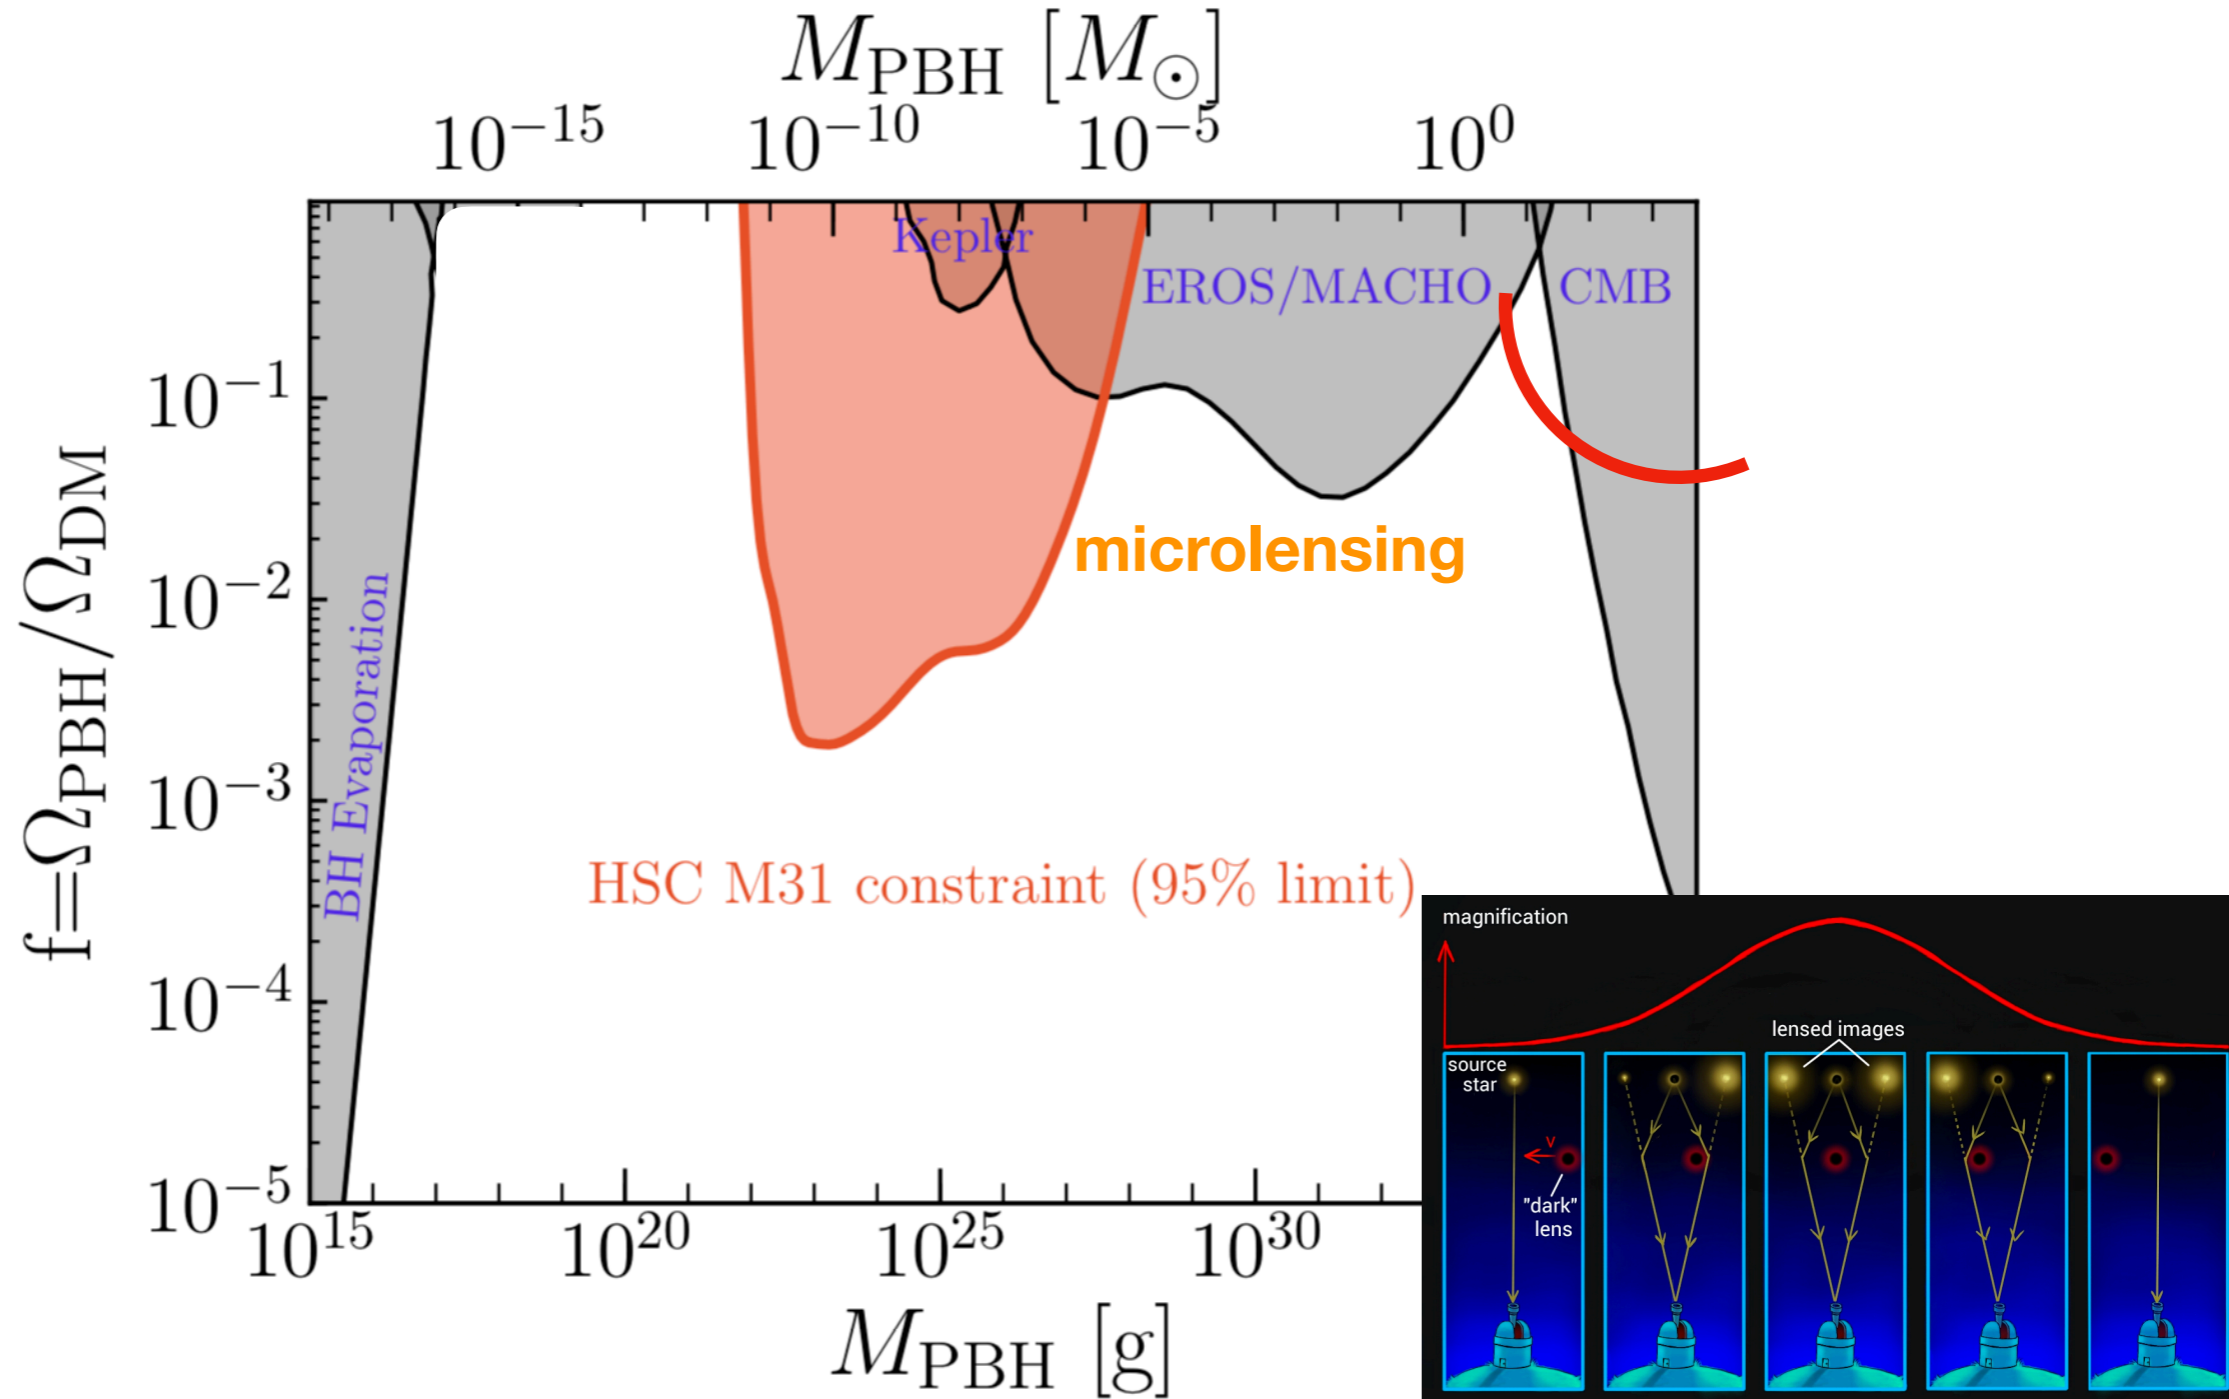 M_PBH [M_⊙]
10^−15 10^−10 10^−5 10^0
Kepler
EROS/MACHO CMB
10^−1
10^−2
10^−3
10^−4
10^−5
f=Ω_PBH/Ω_DM
BH Evaporation
microlensing
HSC M31 constraint (95% limit)
10^15 10^20 10^25 10^30
M_PBH [g]
magnification
lensed images
source
star
v
"dark"
lens